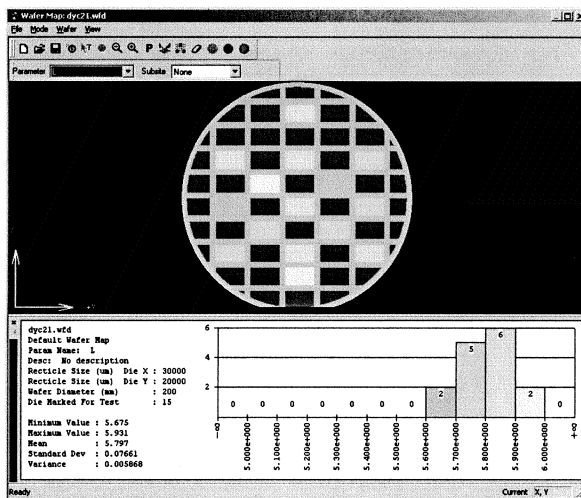 Wafer Map: dyc21.wfd
File Mode Wafer View
Parameter Subsite None
dyc21.wfd
Default Wafer Map
Param Name: L
Desc: No description
Recticle Size (um) Die X : 30000
Recticle Size (um) Die Y : 20000
Wafer Diameter (mm) : 200
Die Marked For Test : 15
Minimum Value : 5.675
Maximum Value : 5.931
Mean : 5.797
Standard Dev : 0.07661
Variance : 0.005868
6
4
2
0 0 0 0 0 0 0 2 5 6 2 0
5.000e+000
5.100e+000
5.200e+000
5.300e+000
5.400e+000
5.500e+000
5.600e+000
5.700e+000
5.800e+000
5.900e+000
6.000e+000
Ready Current X, Y